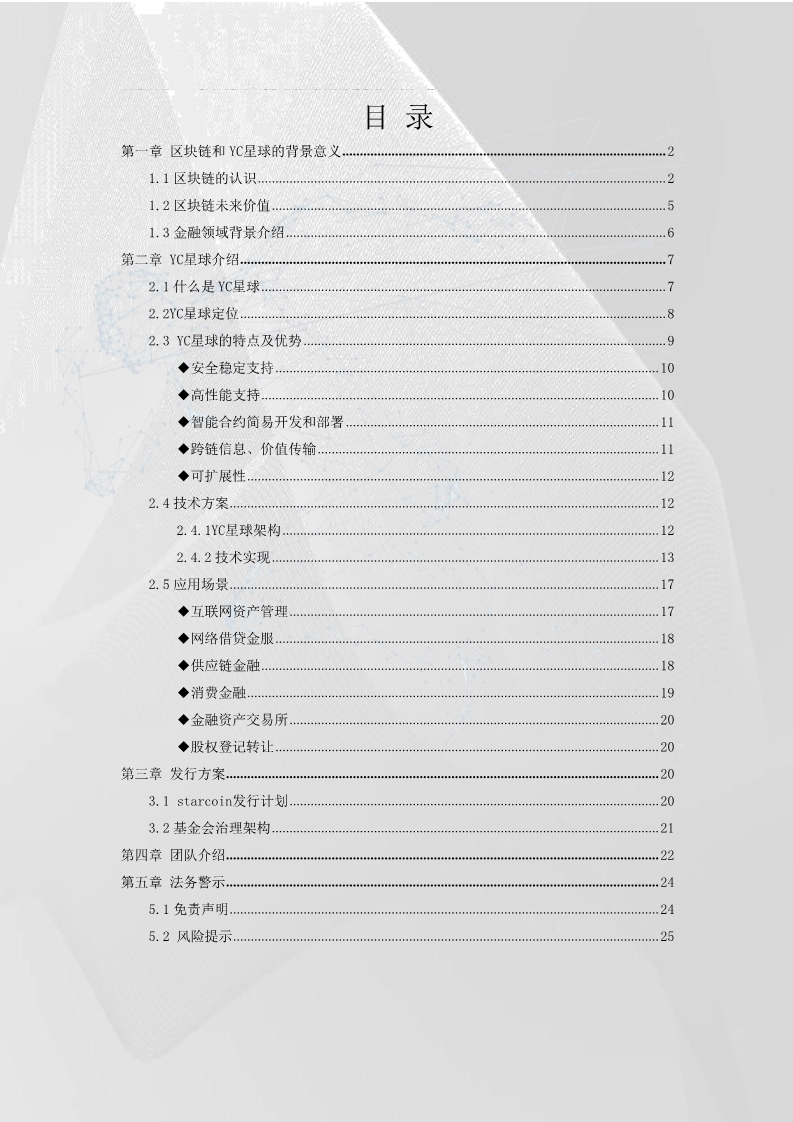 目 录
第一章 区块链和 YC星球的背景意义........2
1.1 区块链的认识........2
1.2 区块链未来价值........5
1.3 金融领域背景介绍........6
第二章 YC星球介绍........7
2.1 什么是 YC星球........7
2.2YC星球定位........8
2.3 YC星球的特点及优势........9
◆安全稳定支持........10
◆高性能支持........10
◆智能合约简易开发和部署........11
◆跨链信息、价值传输........11
◆可扩展性........12
2.4 技术方案........12
2.4.1YC星球架构........12
2.4.2 技术实现........13
2.5 应用场景........17
◆互联网资产管理........17
◆网络借贷金服........18
◆供应链金融........18
◆消费金融........19
◆金融资产交易所........20
◆股权登记转让........20
第三章 发行方案........20
3.1 starcoin发行计划........20
3.2 基金会治理架构........21
第四章 团队介绍........22
第五章 法务警示........24
5.1 免责声明........24
5.2 风险提示........25